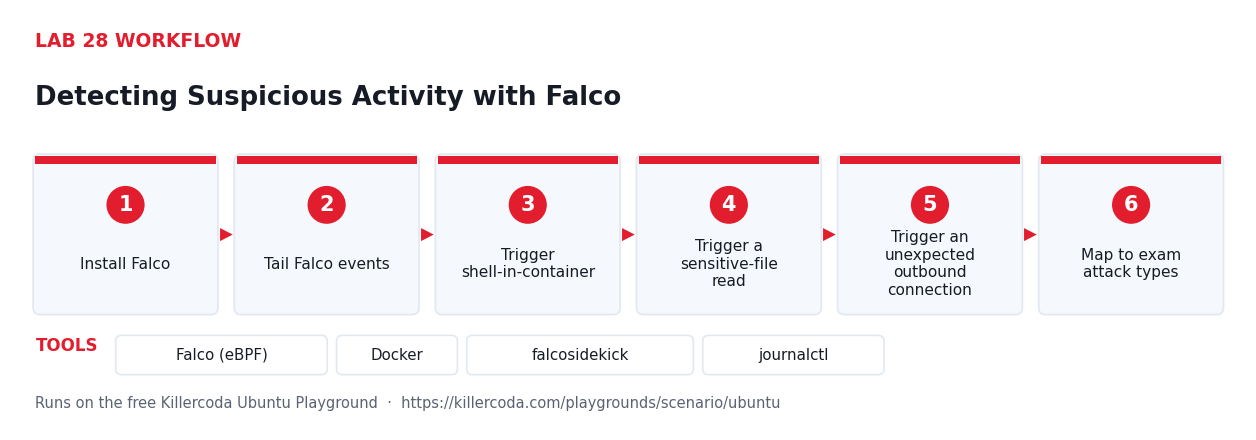 LAB 28 WORKFLOW
Detecting Suspicious Activity with Falco
1
Install Falco
2
Tail Falco events
3
Trigger
shell-in-container
4
Trigger a
sensitive-file
read
5
Trigger an
unexpected
outbound
connection
6
Map to exam
attack types
TOOLS
Falco (eBPF)
Docker
falcosidekick
journalctl
Runs on the free Killercoda Ubuntu Playground · https://killercoda.com/playgrounds/scenario/ubuntu